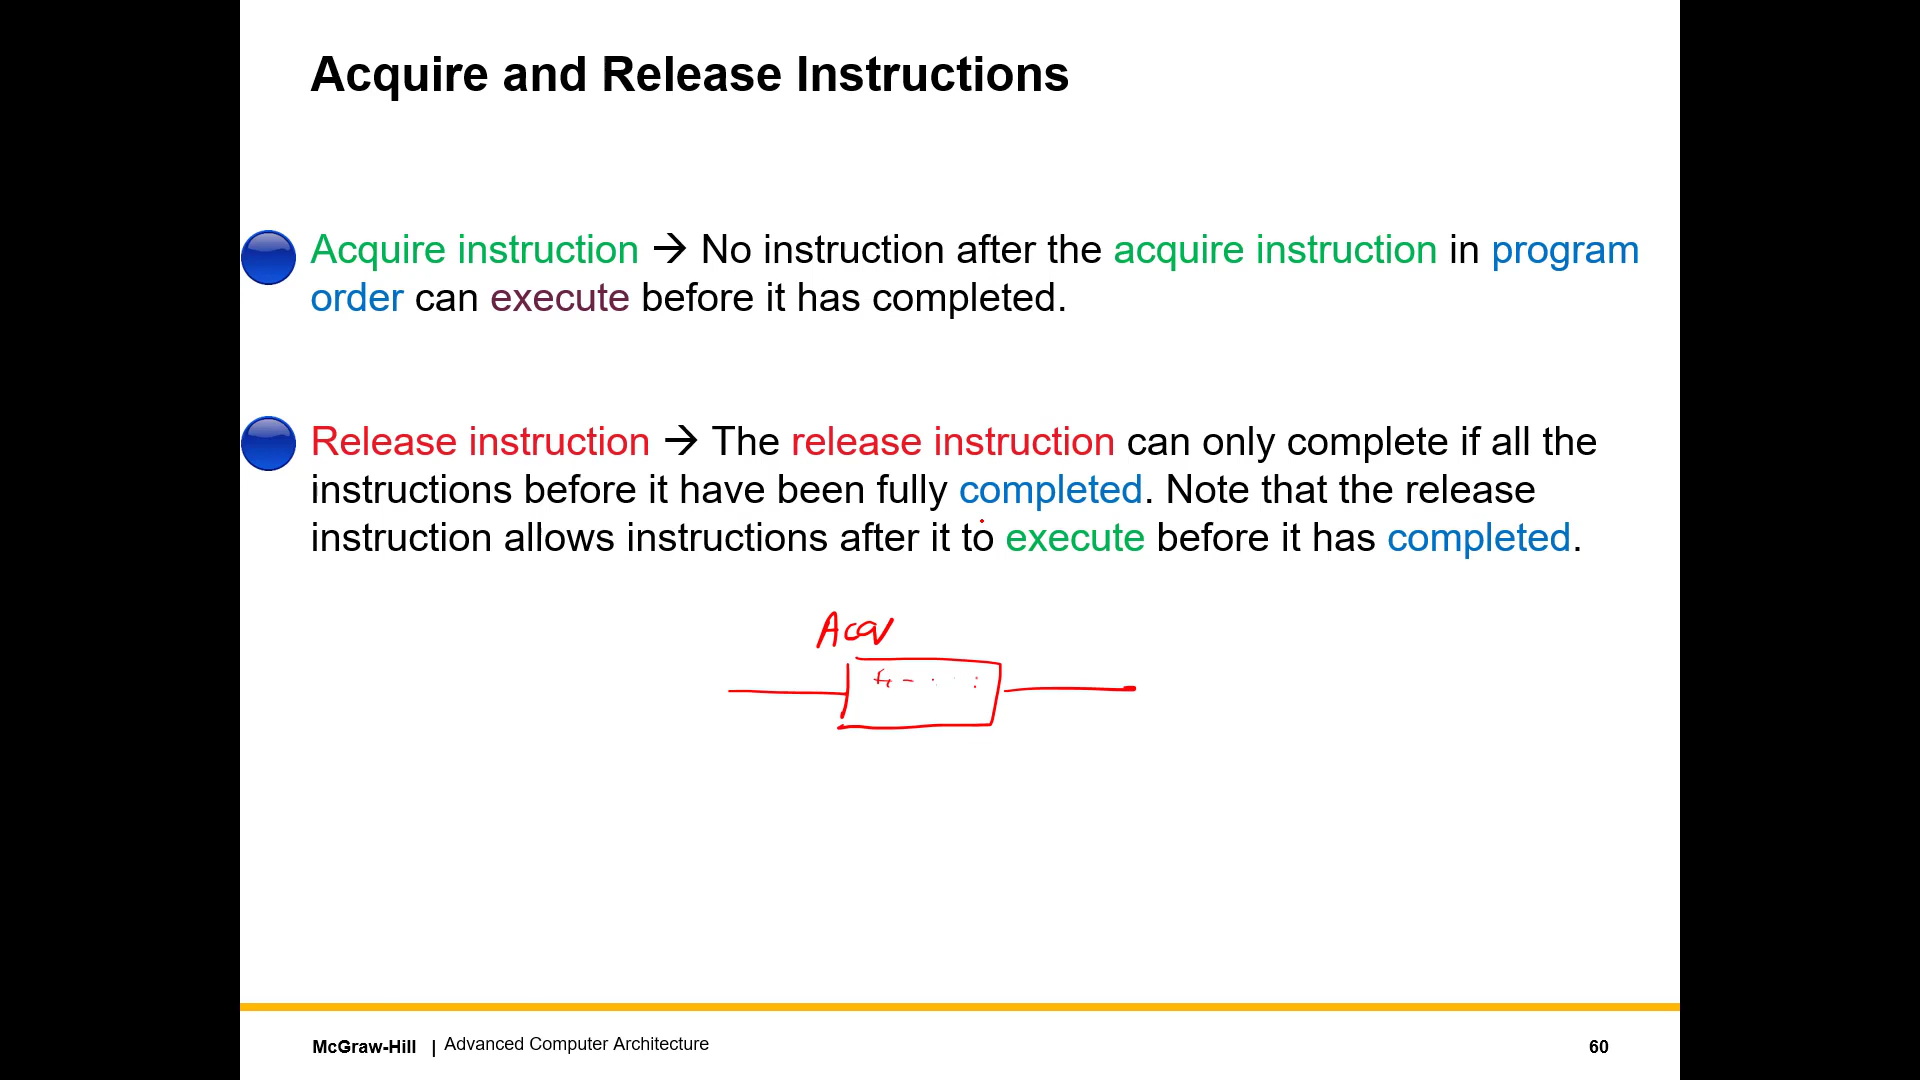 Acquire and Release Instructions
Acquire instruction → No instruction after the acquire instruction in program
order can execute before it has completed.
Release instruction → The release instruction can only complete if all the
instructions before it have been fully completed. Note that the release
instruction allows instructions after it to execute before it has completed.
Acq
McGraw-Hill | Advanced Computer Architecture
60